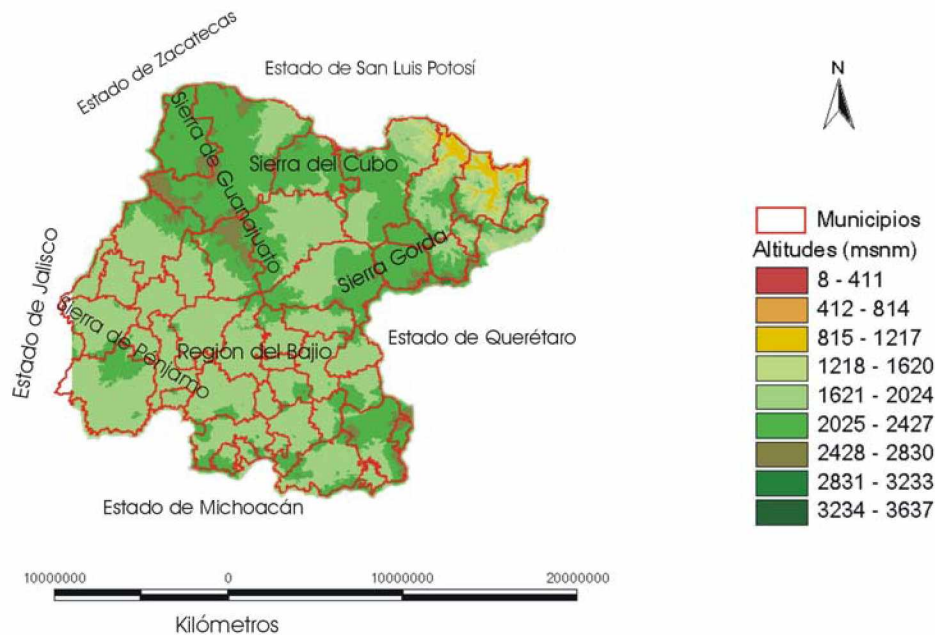 Estado de Zacatecas
Estado de San Luis Potosí
N
Sierra de Guanajuato
Sierra del Cubo
Sierra Gorda
Estado de Jalisco
Sierra de Pénjamo
Región del Bajio
Estado de Querétaro
Estado de Michoacán
Municipios
Altitudes (msnm)
8 - 411
412 - 814
815 - 1217
1218 - 1620
1621 - 2024
2025 - 2427
2428 - 2830
2831 - 3233
3234 - 3637
10000000 0 10000000 20000000
Kilómetros